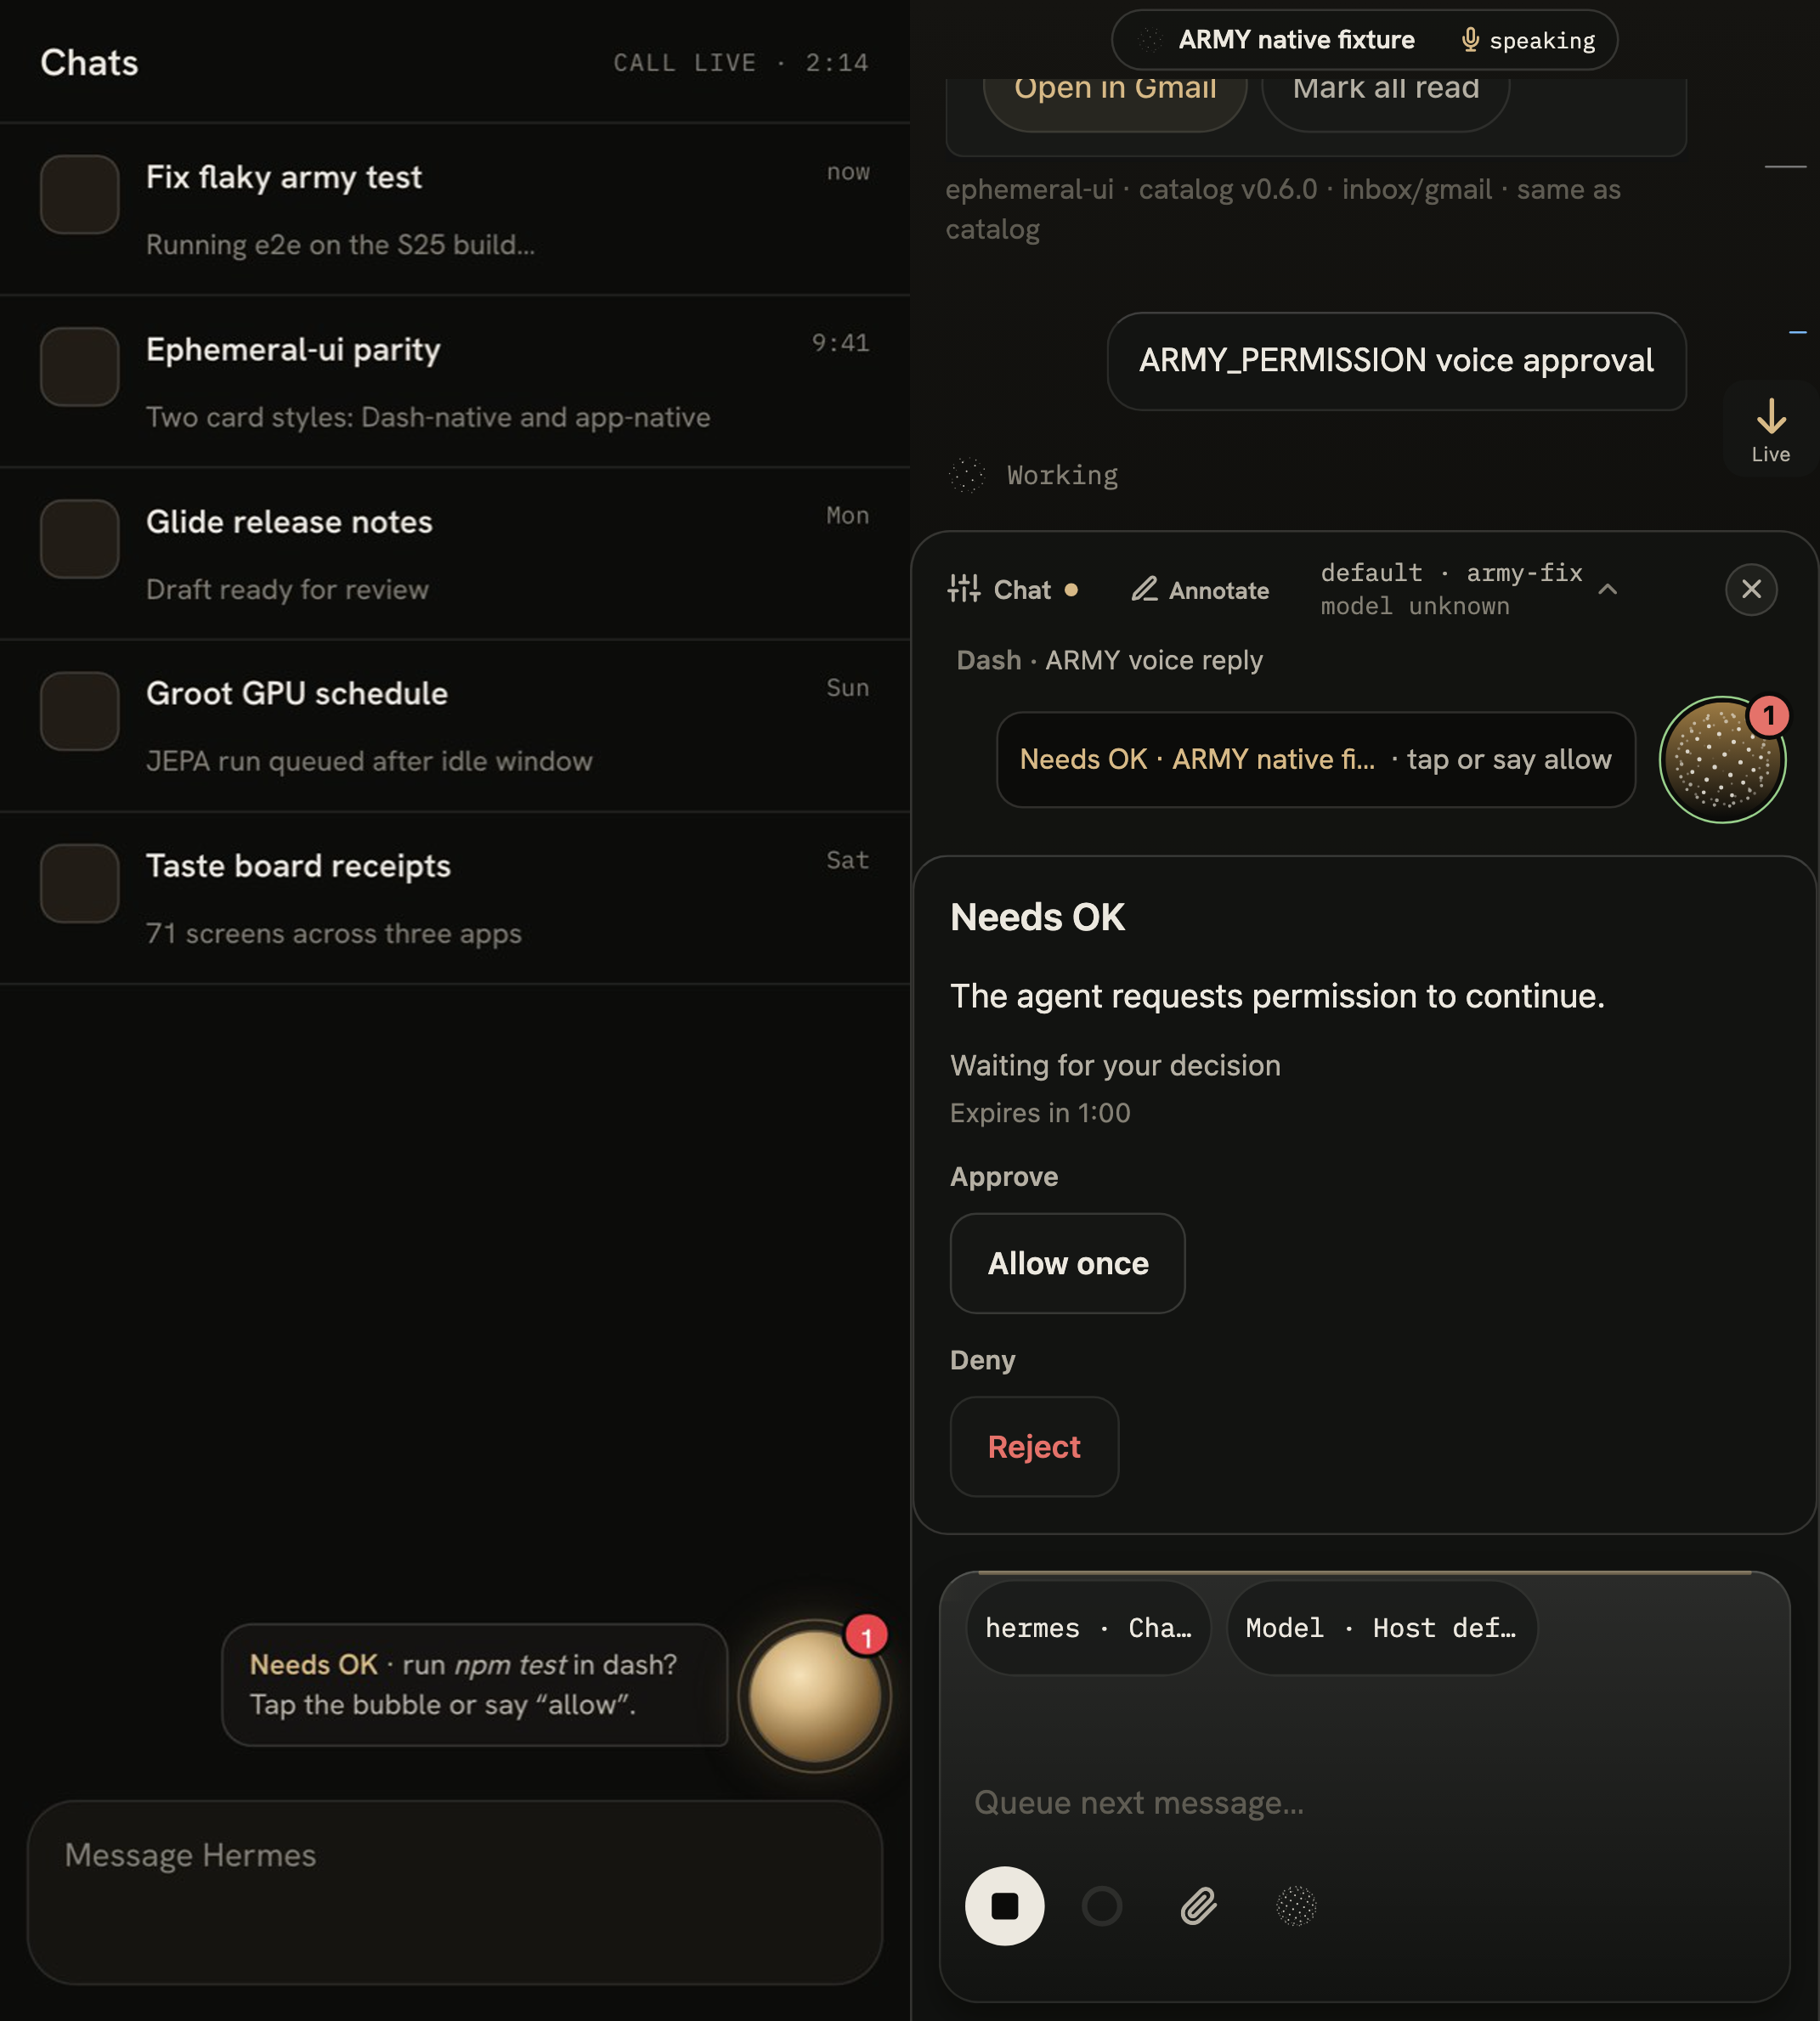 Chats
CALL LIVE · 2:14
Fix flaky army test
now
Running e2e on the S25 build…
Ephemeral-ui parity
9:41
Two card styles: Dash-native and app-native
Glide release notes
Mon
Draft ready for review
Groot GPU schedule
Sun
JEPA run queued after idle window
Taste board receipts
Sat
71 screens across three apps
Needs OK · run npm test in dash?
Tap the bubble or say “allow”.
1
Message Hermes
ARMY native fixture
speaking
Open in Gmail
Mark all read
ephemeral-ui · catalog v0.6.0 · inbox/gmail · same as
catalog
ARMY_PERMISSION voice approval
Live
Working
Chat
Annotate
default · army-fix
model unknown
Dash · ARMY voice reply
Needs OK · ARMY native fi… · tap or say allow
1
Needs OK
The agent requests permission to continue.
Waiting for your decision
Expires in 1:00
Approve
Allow once
Deny
Reject
hermes · Cha…
Model · Host def…
Queue next message…